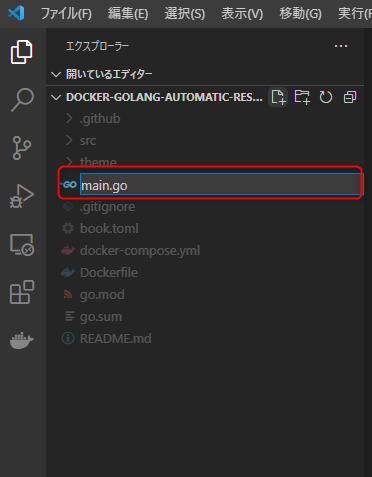 ファイル(F) 編集(E) 選択(S) 表示(V) 移動(G) 実行(
エクスプローラー
開いているエディター
DOCKER-GOLANG-AUTOMATIC-RES...
.github
src
theme
main.go
.gitignore
book.toml
docker-compose.yml
Dockerfile
go.mod
go.sum
README.md